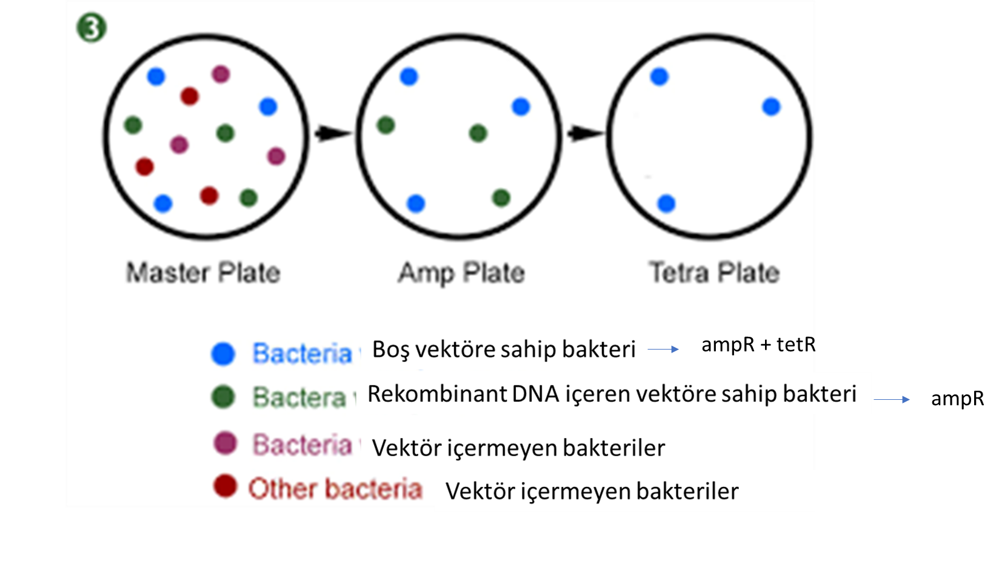 3
Master Plate Amp Plate Tetra Plate
Bacteria Boş vektöre sahip bakteri ampR + tetR
Bactera Rekombinant DNA içeren vektöre sahip bakteri ampR
Bacteria Vektör içermeyen bakteriler
Other bacteria Vektör içermeyen bakteriler